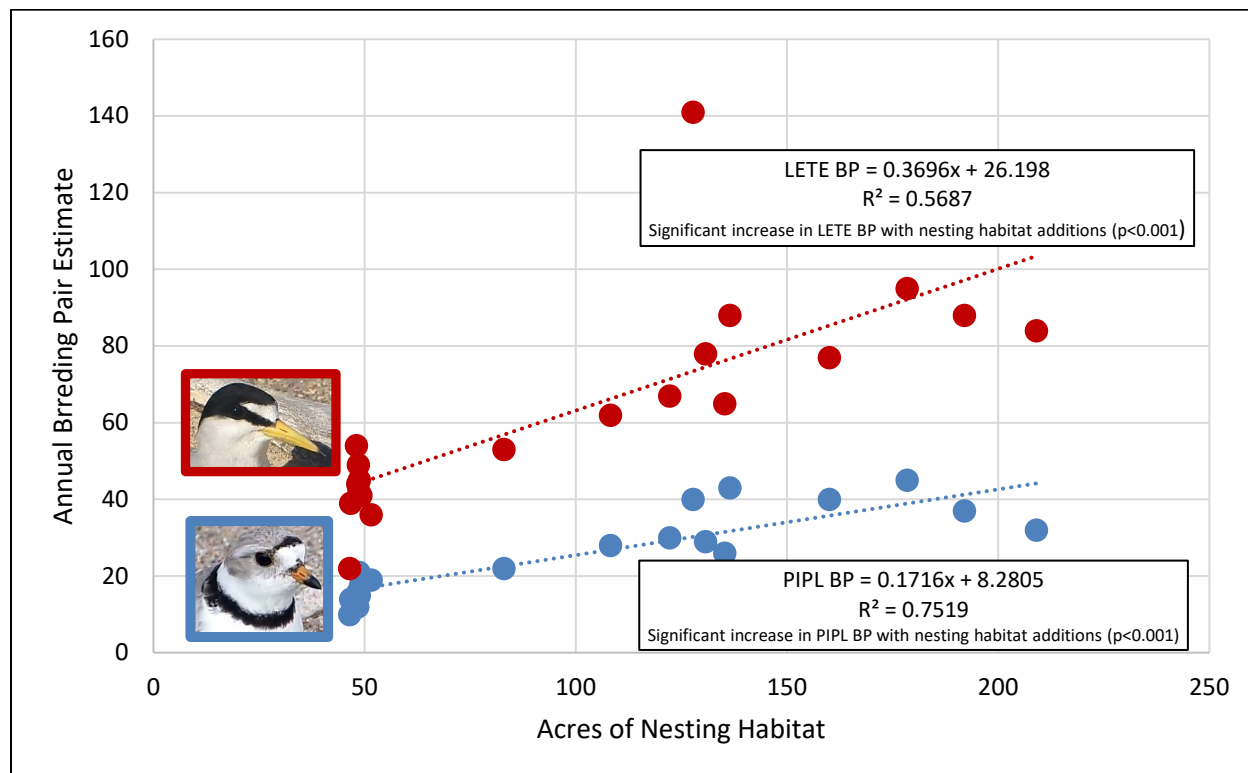 160
140
120
100
80
60
40
20
0
Annual Brreding Pair Estimate
LETE BP = 0.3696x + 26.198
R² = 0.5687
Significant increase in LETE BP with nesting habitat additions (p<0.001)
PIPL BP = 0.1716x + 8.2805
R² = 0.7519
Significant increase in PIPL BP with nesting habitat additions (p<0.001)
0 50 100 150 200 250
Acres of Nesting Habitat